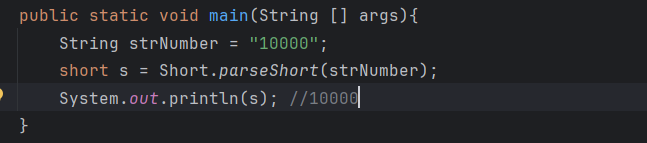 public static void main(String [] args){
String strNumber = "10000";
short s = Short.parseShort(strNumber);
System.out.println(s); //10000
}